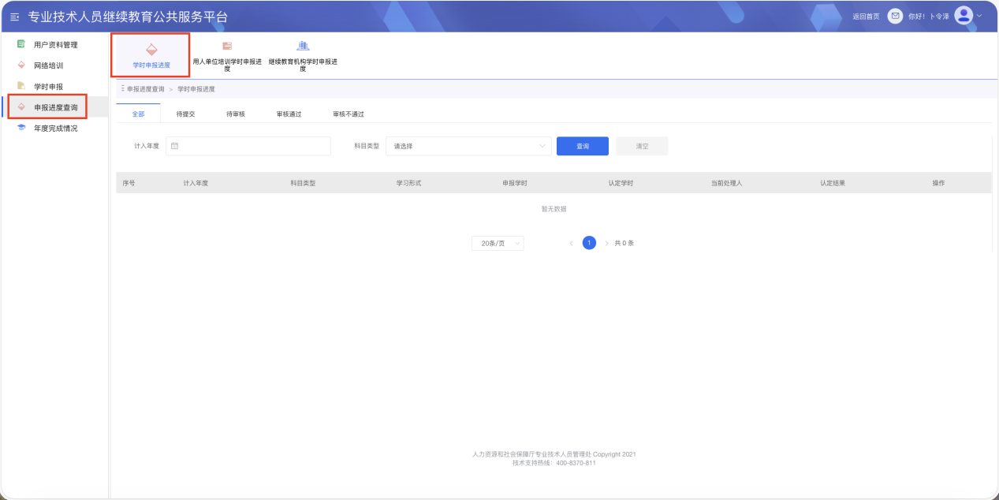 专业技术人员继续教育公共服务平台
返回首页 你好！卜令泽
用户资料管理
网络培训
学时申报
申报进度查询
年度完成情况
学时申报进度
用人单位培训学时申报进
度
继续教育机构学时申报进
度
申报进度查询 > 学时申报进度
全部 待提交 待审核 审核通过 审核不通过
计入年度 科目类型 请选择 查询 清空
序号 计入年度 科目类型 学习形式 申报学时 认定学时 当前处理人 认定结果 操作
暂无数据
20条/页 < 1 > 共 0 条
人力资源和社会保障厅专业技术人员管理处 Copyright 2021
技术支持热线：400-8370-811